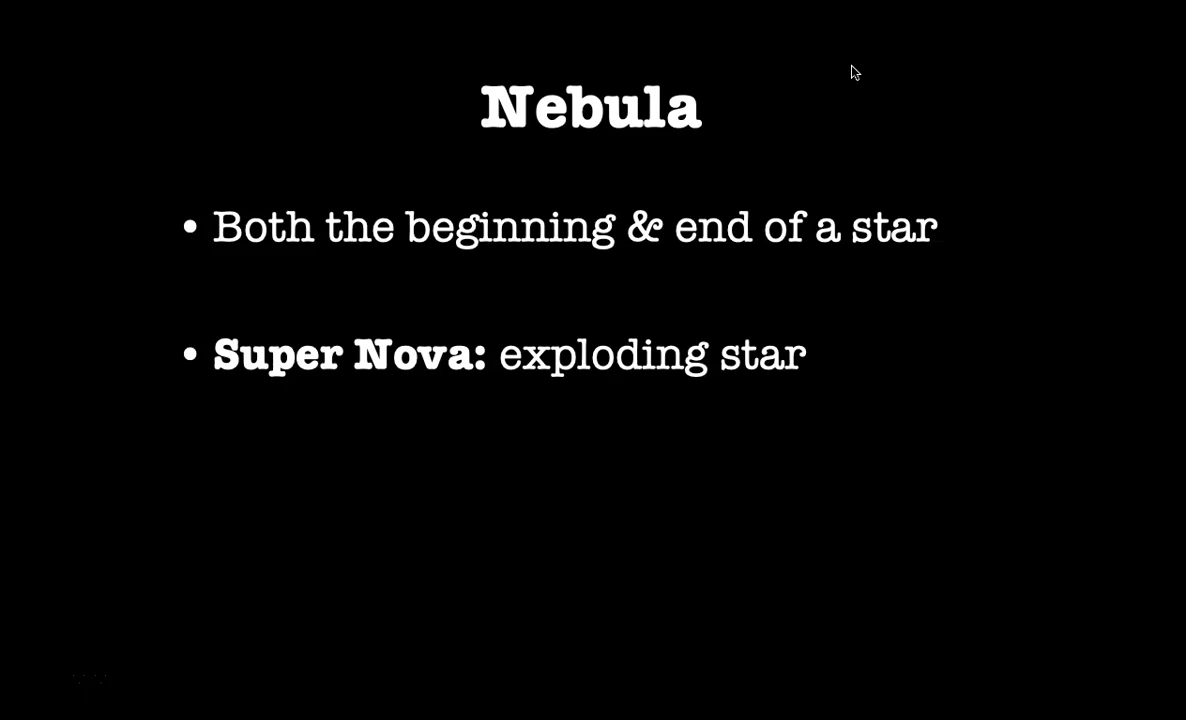 Nebula
• Both the beginning & end of a star
• Super Nova: exploding star